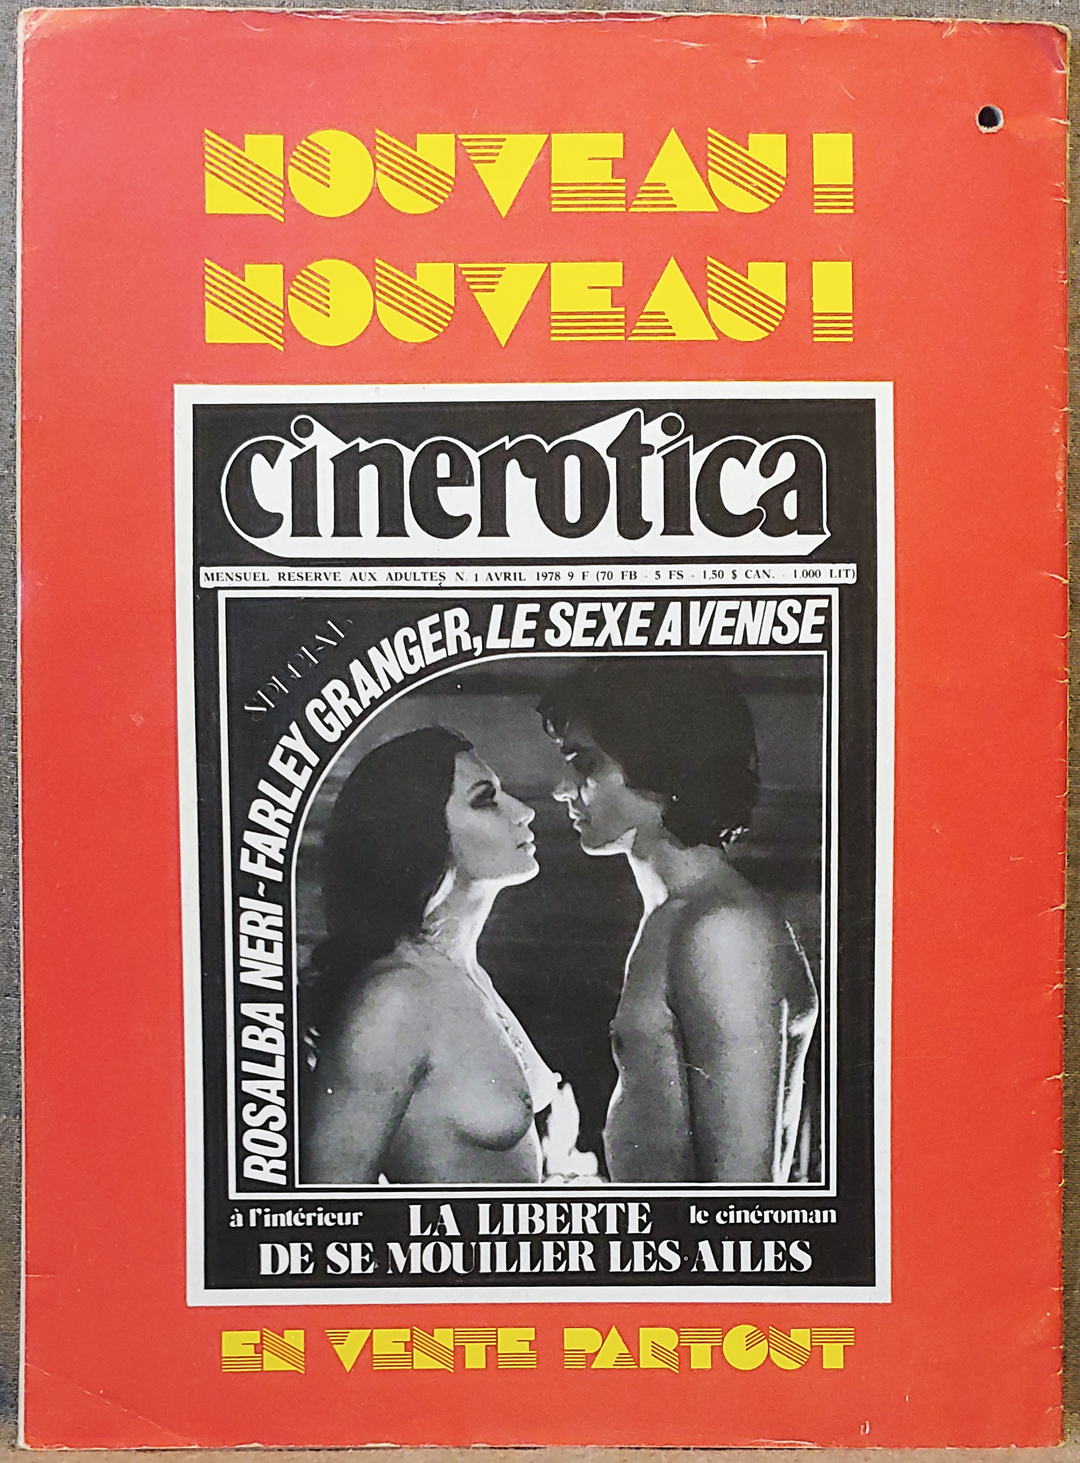 NOUVEAU !
NOUVEAU !
cinerotica
MENSUEL RESERVE AUX ADULTES N. 1 AVRIL 1978 9 F (70 FB - 5 FS - 1,50 $ CAN. - 1.000 LIT)
SPECIAL
ROSALBA NERI - FARLEY GRANGER, LE SEXE A VENISE
à l'intérieur LA LIBERTE le cinéroman
DE SE MOUILLER LES AILES
EN VENTE PARTOUT